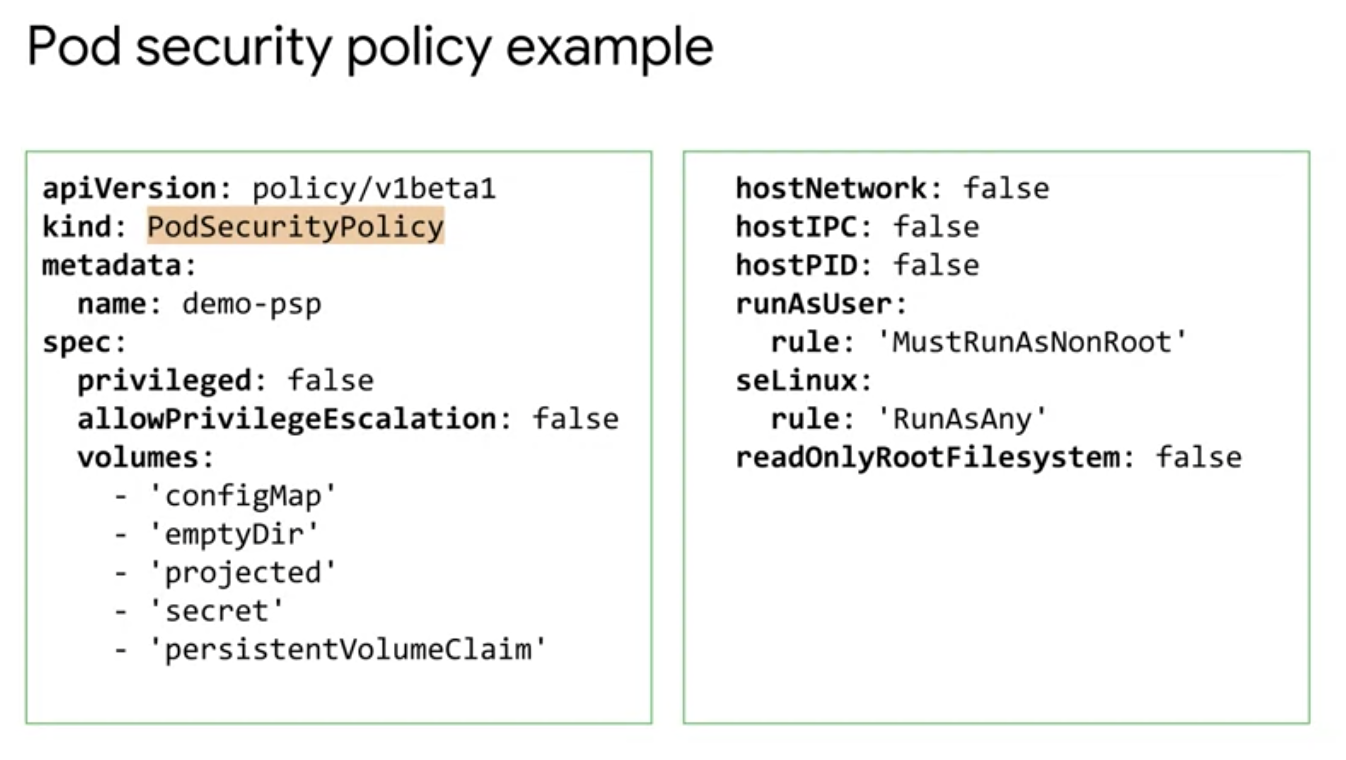 Pod security policy example
apiVersion: policy/v1beta1
kind: PodSecurityPolicy
metadata:
  name: demo-psp
spec:
  privileged: false
  allowPrivilegeEscalation: false
  volumes:
    - 'configMap'
    - 'emptyDir'
    - 'projected'
    - 'secret'
    - 'persistentVolumeClaim'
hostNetwork: false
hostIPC: false
hostPID: false
runAsUser:
  rule: 'MustRunAsNonRoot'
seLinux:
  rule: 'RunAsAny'
readOnlyRootFilesystem: false